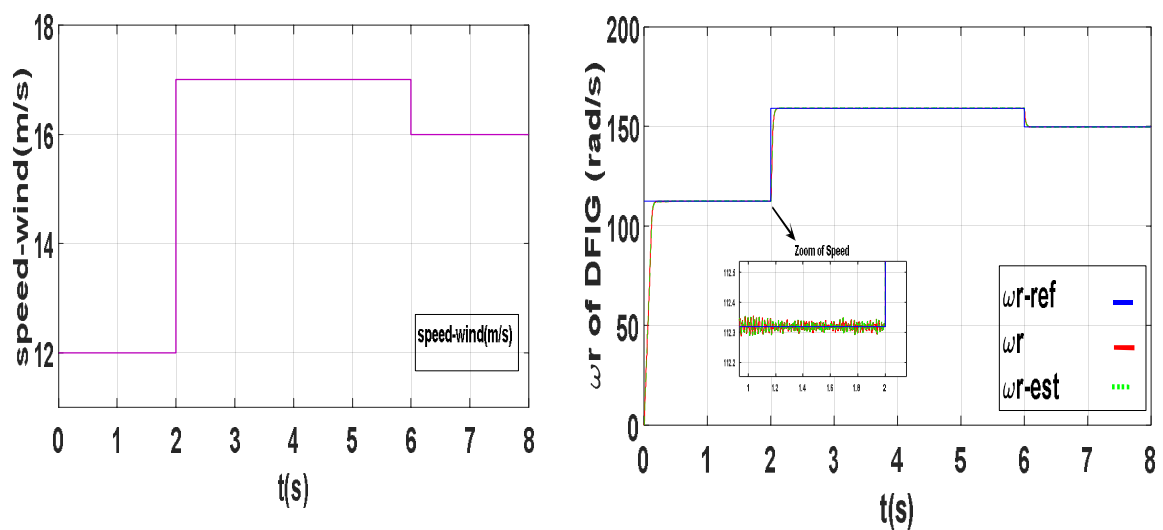 speed-wind(m/s)
18
16
14
12
speed-wind(m/s)
0 1 2 3 4 5 6 7 8
t(s)
ωr of DFIG (rad/s)
200
150
100
50
0
Zoom of Speed
112.5
112.4
112.3
112.2
1 1.2 1.4 1.6 1.8 2
ωr-ref
ωr
ωr-est
0 1 2 3 4 5 6 7 8
t(s)